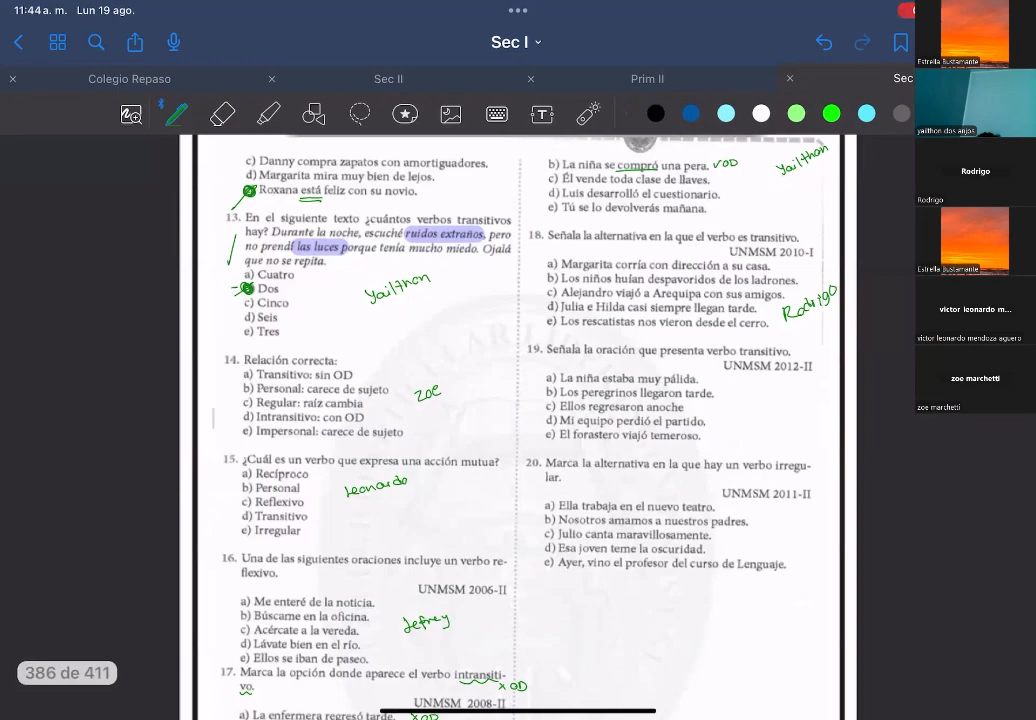 11:44 a. m. Lun 19 ago.
Sec I
Colegio Repaso
Sec II
Prim II
Sec
c) Danny compra zapatos con amortiguadores.
d) Margarita mira muy bien de lejos.
Roxana está feliz con su novio.
13. En el siguiente texto ¿cuántos verbos transitivos
hay? Durante la noche, escuché ruidos extraños, pero
no prendí las luces porque tenía mucho miedo. Ojalá
que no se repita.
a) Cuatro
Dos
c) Cinco
d) Seis
e) Tres
Yailthon
14. Relación correcta:
a) Transitivo: sin OD
b) Personal: carece de sujeto
c) Regular: raíz cambia
d) Intransitivo: con OD
e) Impersonal: carece de sujeto
Zoe
15. ¿Cuál es un verbo que expresa una acción mutua?
a) Recíproco
b) Personal
c) Reflexivo
d) Transitivo
e) Irregular
Leonardo
16. Una de las siguientes oraciones incluye un verbo re-
flexivo.
UNMSM 2006-II
a) Me enteré de la noticia.
b) Búscame en la oficina.
c) Acércate a la vereda.
d) Lávate bien en el río.
e) Ellos se iban de paseo.
Jefrey
17. Marca la opción donde aparece el verbo intransiti-
vo.
x OD
UNMSM 2008-II
a) La enfermera regresó tarde. x OD
b) La niña se compró una pera. ✓OD
Yailthon
c) Él vende toda clase de llaves.
d) Luis desarrolló el cuestionario.
e) Tú se lo devolverás mañana.
18. Señala la alternativa en la que el verbo es transitivo.
UNMSM 2010-I
a) Margarita corría con dirección a su casa.
b) Los niños huían despavoridos de los ladrones.
c) Alejandro viajó a Arequipa con sus amigos.
d) Julia e Hilda casi siempre llegan tarde.
e) Los rescatistas nos vieron desde el cerro.
Rodrigo
19. Señala la oración que presenta verbo transitivo.
UNMSM 2012-II
a) La niña estaba muy pálida.
b) Los peregrinos llegaron tarde.
c) Ellos regresaron anoche
d) Mi equipo perdió el partido.
e) El forastero viajó temeroso.
20. Marca la alternativa en la que hay un verbo irregu-
lar.
UNMSM 2011-II
a) Ella trabaja en el nuevo teatro.
b) Nosotros amamos a nuestros padres.
c) Julio canta maravillosamente.
d) Esa joven teme la oscuridad.
e) Ayer, vino el profesor del curso de Lenguaje.
386 de 411
Estrella Bustamante
yailthon dos anjos
Rodrigo
Rodrigo
Estrella Bustamante
victor leonardo m...
victor leonardo mendoza aguero
zoe marchetti
zoe marchetti